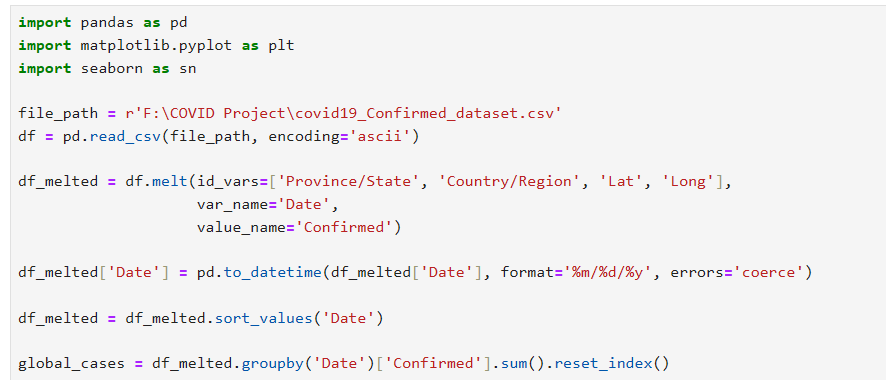 import pandas as pd
import matplotlib.pyplot as plt
import seaborn as sn
file_path = r'F:\COVID Project\covid19_Confirmed_dataset.csv'
df = pd.read_csv(file_path, encoding='ascii')
df_melted = df.melt(id_vars=['Province/State', 'Country/Region', 'Lat', 'Long'],
                    var_name='Date',
                    value_name='Confirmed')
df_melted['Date'] = pd.to_datetime(df_melted['Date'], format='%m/%d/%y', errors='coerce')
df_melted = df_melted.sort_values('Date')
global_cases = df_melted.groupby('Date')['Confirmed'].sum().reset_index()